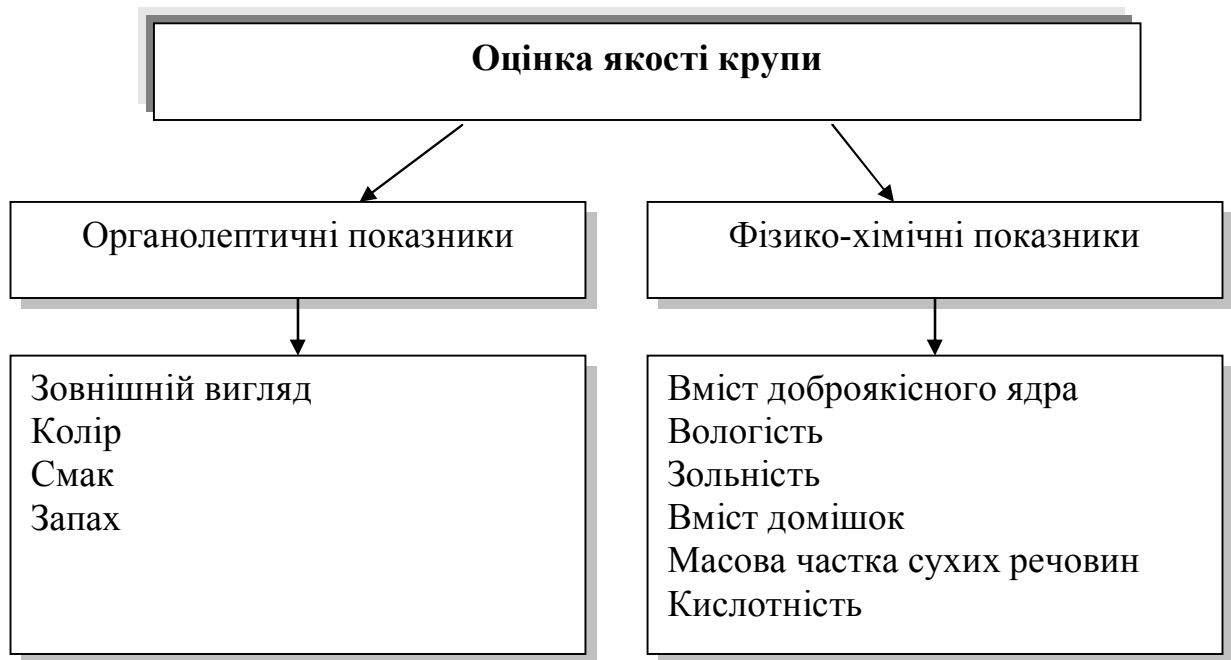 Оцінка якості крупи
Органолептичні показники
Фізико-хімічні показники
Зовнішній вигляд
Колір
Смак
Запах
Вміст доброякісного ядра
Вологість
Зольність
Вміст домішок
Масова частка сухих речовин
Кислотність